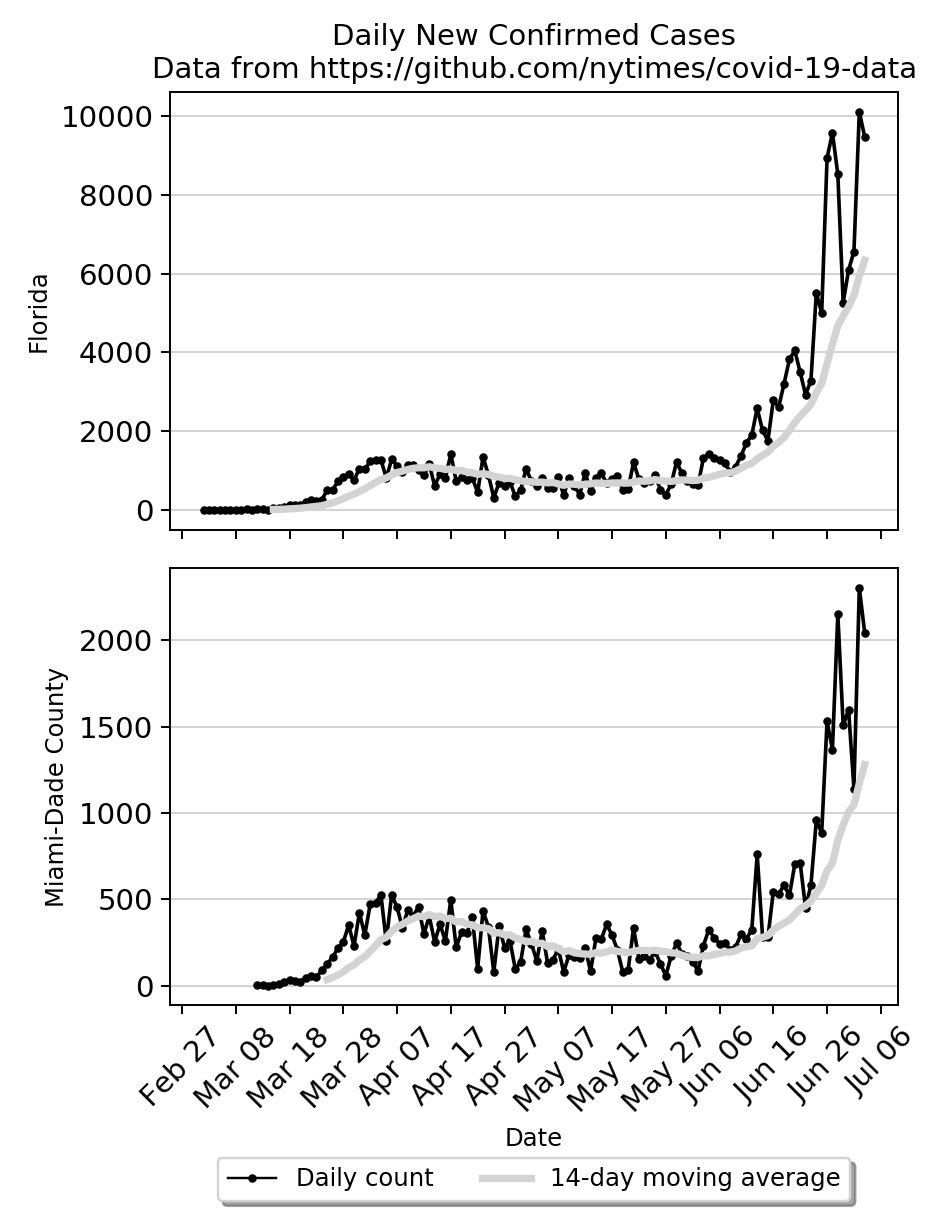 Daily New Confirmed Cases
Data from https://github.com/nytimes/covid-19-data
10000
8000
6000
4000
2000
0
Florida
2000
1500
1000
500
0
Miami-Dade County
Feb 27
Mar 08
Mar 18
Mar 28
Apr 07
Apr 17
Apr 27
May 07
May 17
May 27
Jun 06
Jun 16
Jun 26
Jul 06
Date
Daily count
14-day moving average